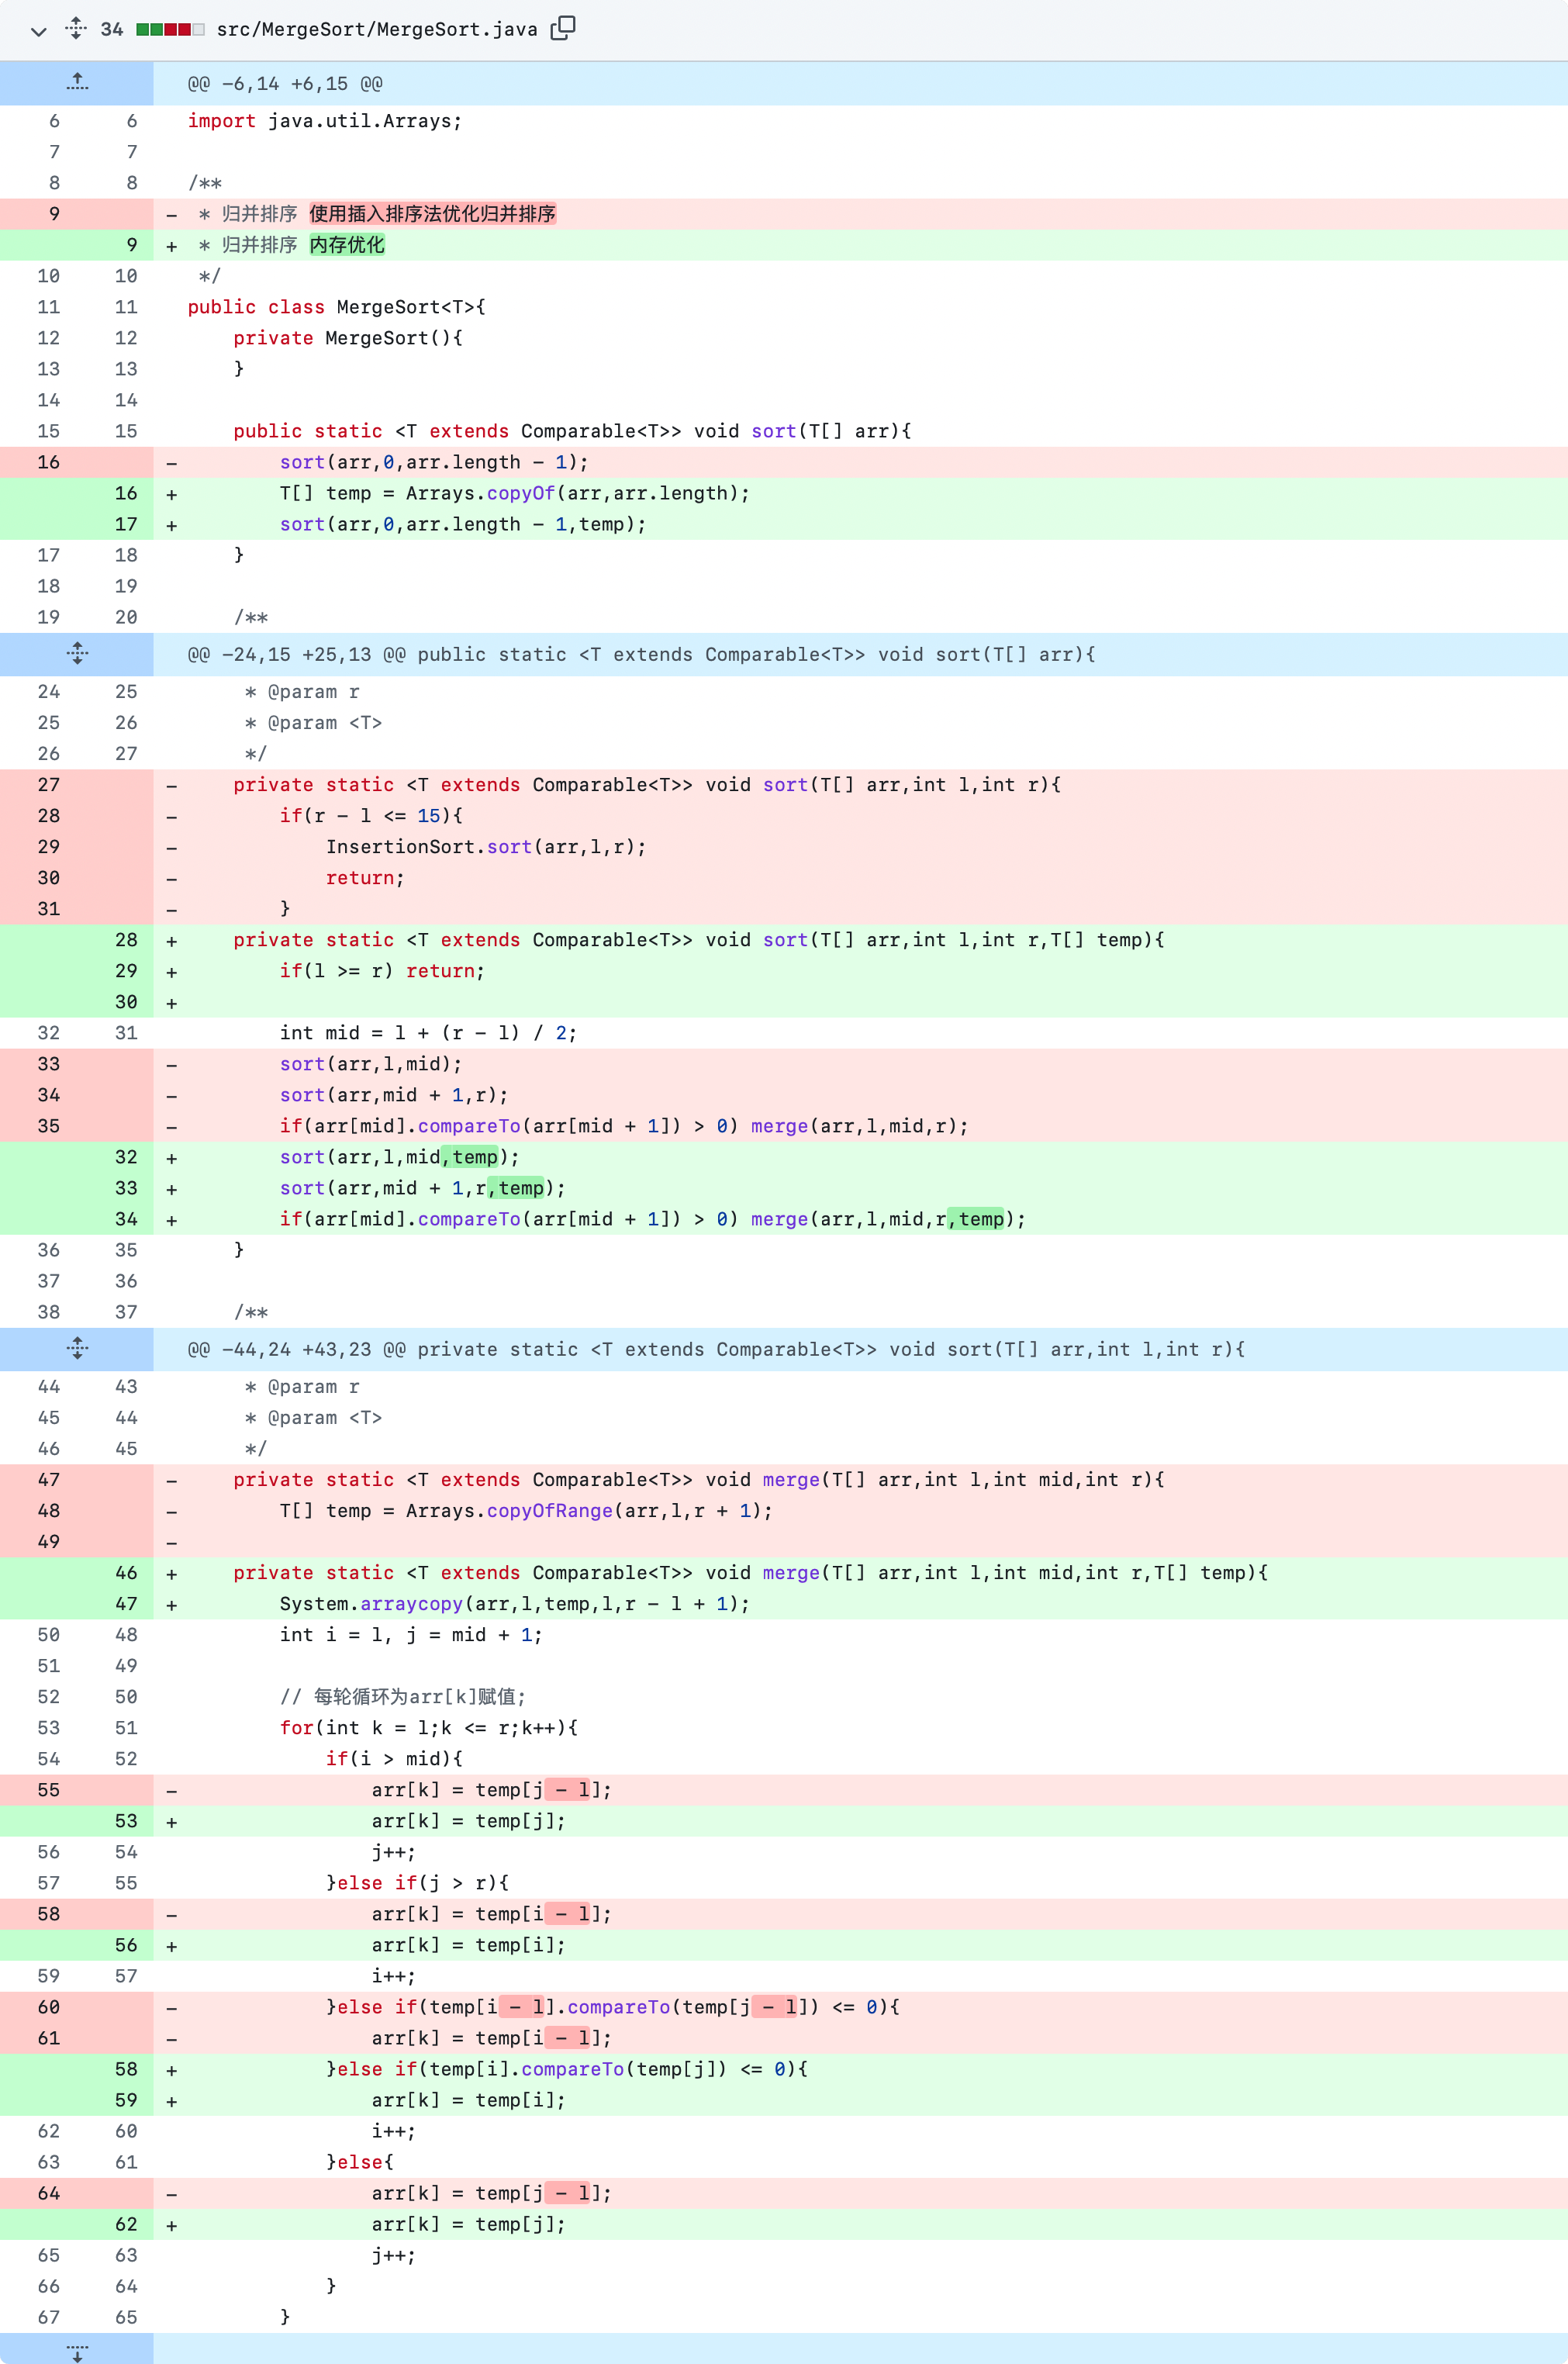 34 src/MergeSort/MergeSort.java
@@ -6,14 +6,15 @@
6 6 import java.util.Arrays;
7 7
8 8 /**
9 - * 归并排序 使用插入排序法优化归并排序
9 + * 归并排序 内存优化
10 10 */
11 11 public class MergeSort<T>{
12 12 private MergeSort(){
13 13 }
14 14
15 15 public static <T extends Comparable<T>> void sort(T[] arr){
16 - sort(arr,0,arr.length - 1);
16 + T[] temp = Arrays.copyOf(arr,arr.length);
17 + sort(arr,0,arr.length - 1,temp);
17 18 }
18 19
19 20 /**
@@ -24,15 +25,13 @@ public static <T extends Comparable<T>> void sort(T[] arr){
24 25 * @param r
25 26 * @param <T>
26 27 */
27 - private static <T extends Comparable<T>> void sort(T[] arr,int l,int r){
28 - if(r - l <= 15){
29 - InsertionSort.sort(arr,l,r);
30 - return;
31 - }
28 + private static <T extends Comparable<T>> void sort(T[] arr,int l,int r,T[] temp){
29 + if(l >= r) return;
30 +
32 31 int mid = l + (r - l) / 2;
33 - sort(arr,l,mid);
34 - sort(arr,mid + 1,r);
35 - if(arr[mid].compareTo(arr[mid + 1]) > 0) merge(arr,l,mid,r);
32 + sort(arr,l,mid,temp);
33 + sort(arr,mid + 1,r,temp);
34 + if(arr[mid].compareTo(arr[mid + 1]) > 0) merge(arr,l,mid,r,temp);
36 35 }
37 36
38 37 /**
@@ -44,24 +43,23 @@ private static <T extends Comparable<T>> void sort(T[] arr,int l,int r){
44 43 * @param r
45 44 * @param <T>
46 45 */
47 - private static <T extends Comparable<T>> void merge(T[] arr,int l,int mid,int r){
48 - T[] temp = Arrays.copyOfRange(arr,l,r + 1);
49 -
46 + private static <T extends Comparable<T>> void merge(T[] arr,int l,int mid,int r,T[] temp){
47 + System.arraycopy(arr,l,temp,l,r - l + 1);
50 48 int i = l, j = mid + 1;
51 49
52 50 // 每轮循环为arr[k]赋值;
53 51 for(int k = l;k <= r;k++){
54 52 if(i > mid){
55 - arr[k] = temp[j - l];
53 + arr[k] = temp[j];
56 54 j++;
57 55 }else if(j > r){
58 - arr[k] = temp[i - l];
56 + arr[k] = temp[i];
59 57 i++;
60 - }else if(temp[i - l].compareTo(temp[j - l]) <= 0){
61 - arr[k] = temp[i - l];
58 + }else if(temp[i].compareTo(temp[j]) <= 0){
59 + arr[k] = temp[i];
62 60 i++;
63 61 }else{
64 - arr[k] = temp[j - l];
62 + arr[k] = temp[j];
65 63 j++;
66 64 }
67 65 }